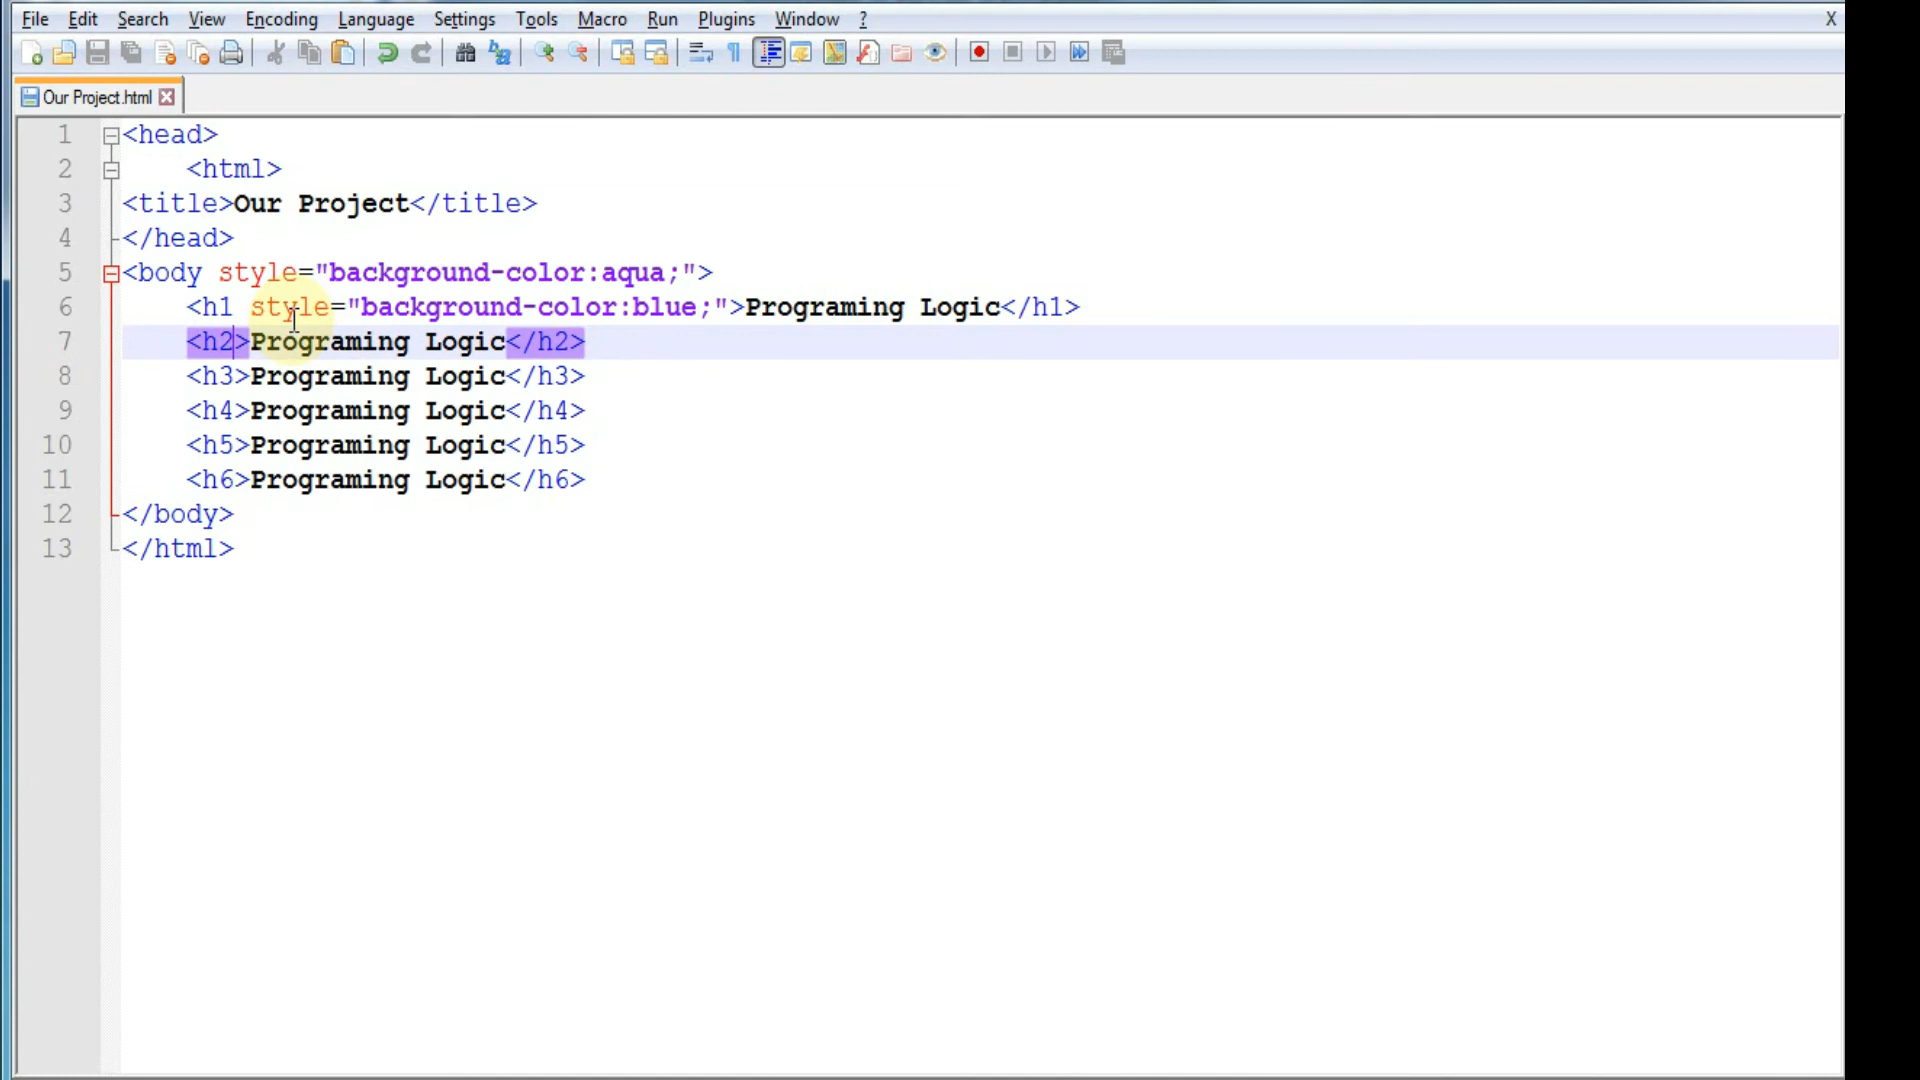 File Edit Search View Encoding Language Settings Tools Macro Run Plugins Window ? X
Our Project.html
1 <head>
2 <html>
3 <title>Our Project</title>
4 </head>
5 <body style="background-color:aqua;">
6 <h1 style="background-color:blue;">Programing Logic</h1>
7 <h2>Programing Logic</h2>
8 <h3>Programing Logic</h3>
9 <h4>Programing Logic</h4>
10 <h5>Programing Logic</h5>
11 <h6>Programing Logic</h6>
12 </body>
13 </html>